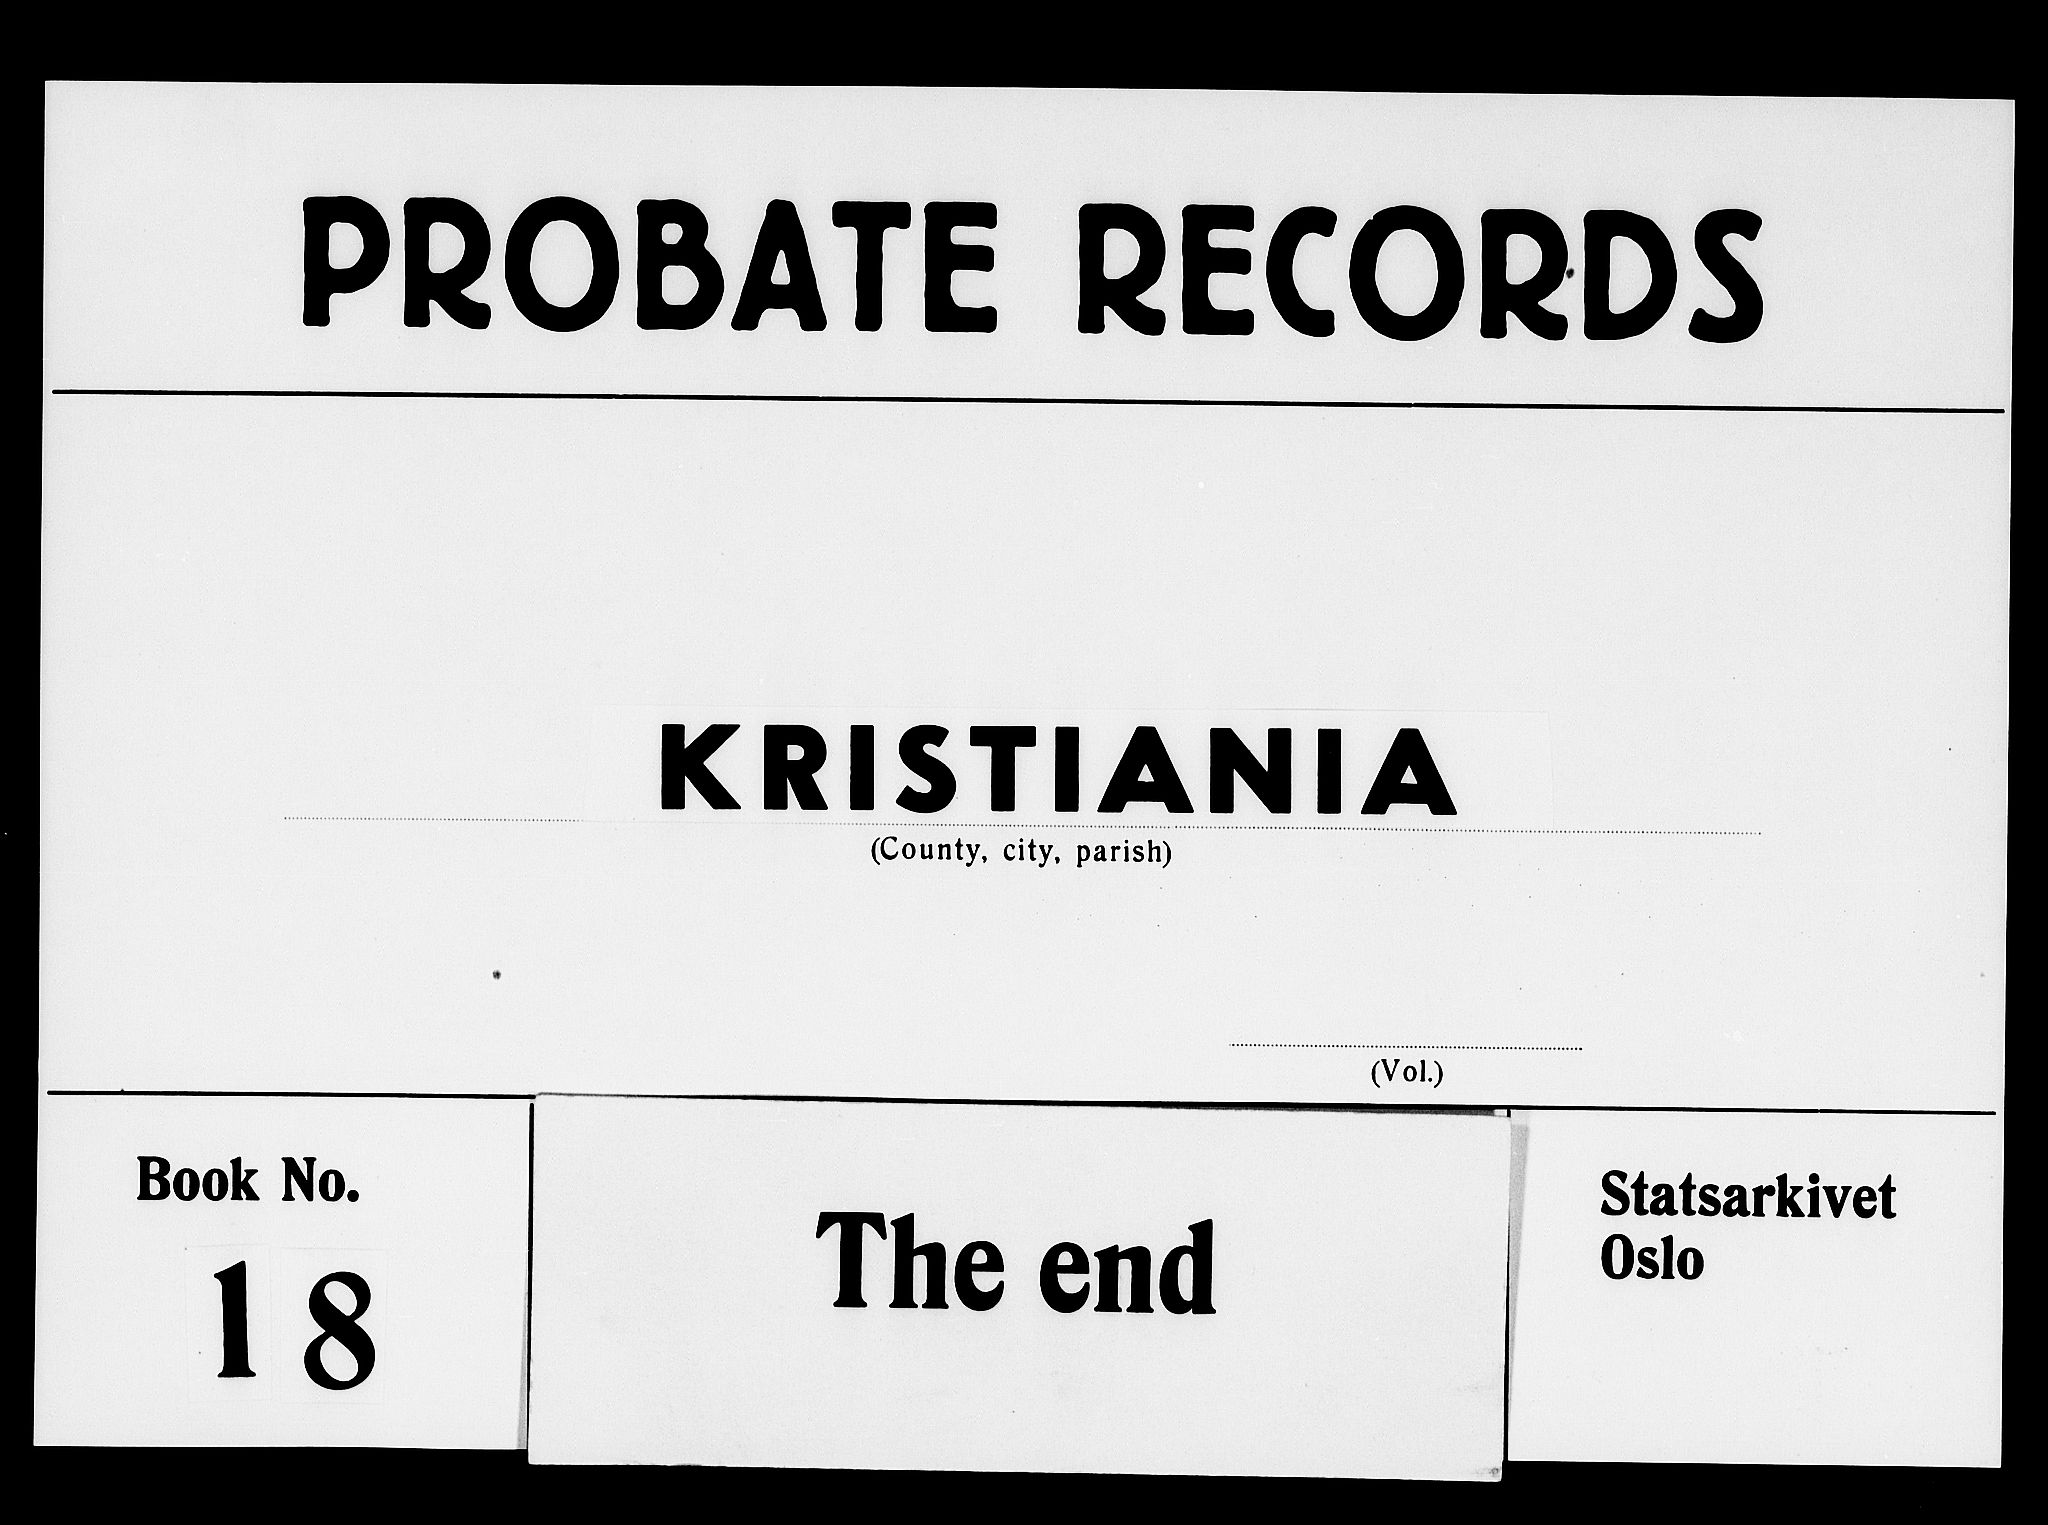 PROBATE RECORDS
KRISTIANIA
(County, city, parish)
(Vol.)
Book No.
18
The end
Statsarkivet
Oslo